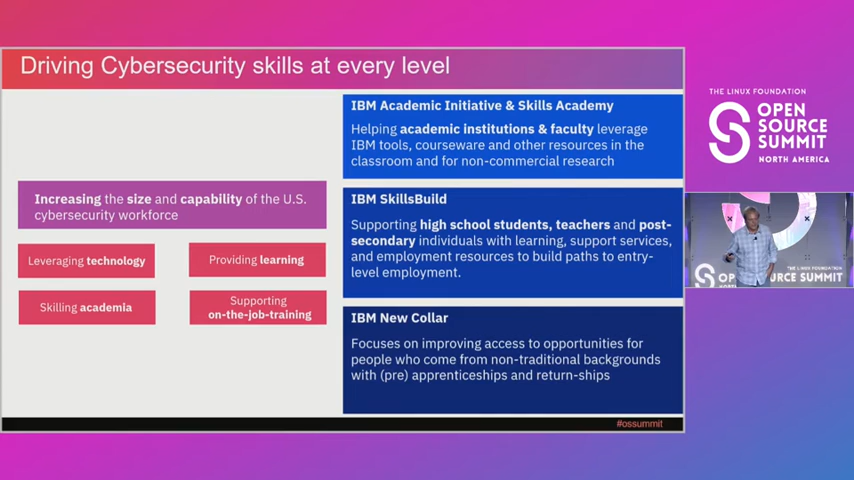 Driving Cybersecurity skills at every level
Increasing the size and capability of the U.S.
cybersecurity workforce
Leveraging technology
Providing learning
Skilling academia
Supporting
on-the-job-training
IBM Academic Initiative & Skills Academy
Helping academic institutions & faculty leverage
IBM tools, courseware and other resources in the
classroom and for non-commercial research
IBM SkillsBuild
Supporting high school students, teachers and post-
secondary individuals with learning, support services,
and employment resources to build paths to entry-
level employment.
IBM New Collar
Focuses on improving access to opportunities for
people who come from non-traditional backgrounds
with (pre) apprenticeships and return-ships
#ossummit
THE LINUX FOUNDATION
OPEN
SOURCE
SUMMIT
NORTH AMERICA
THE LINUX FOUNDATION
OP
URCE SUMMIT